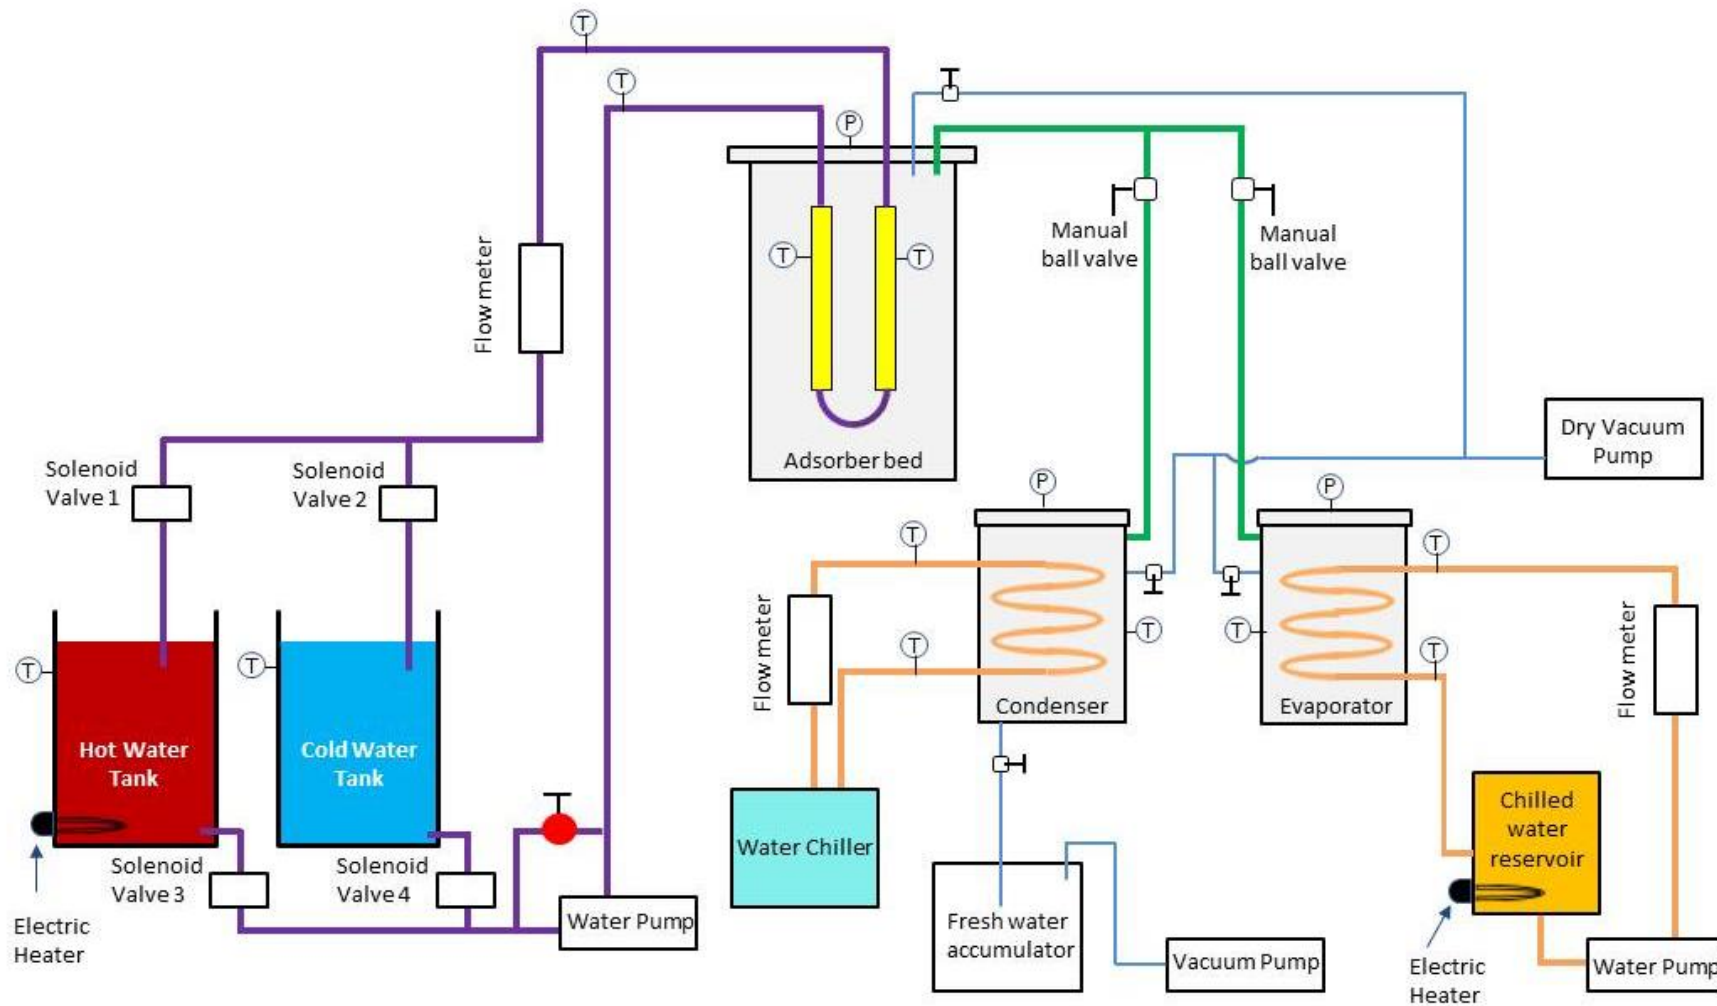 T
T
P
Manual
ball valve
Manual
ball valve
T
T
Flow meter
Adsorber bed
Dry Vacuum
Pump
Solenoid
Valve 1
Solenoid
Valve 2
P
P
T
T
Flow meter
T
T
T
T
Flow meter
T
T
Condenser
Evaporator
Hot Water
Tank
Cold Water
Tank
Water Chiller
Chilled
water
reservoir
Solenoid
Valve 3
Solenoid
Valve 4
Electric
Heater
Water Pump
Fresh water
accumulator
Vacuum Pump
Electric
Heater
Water Pump